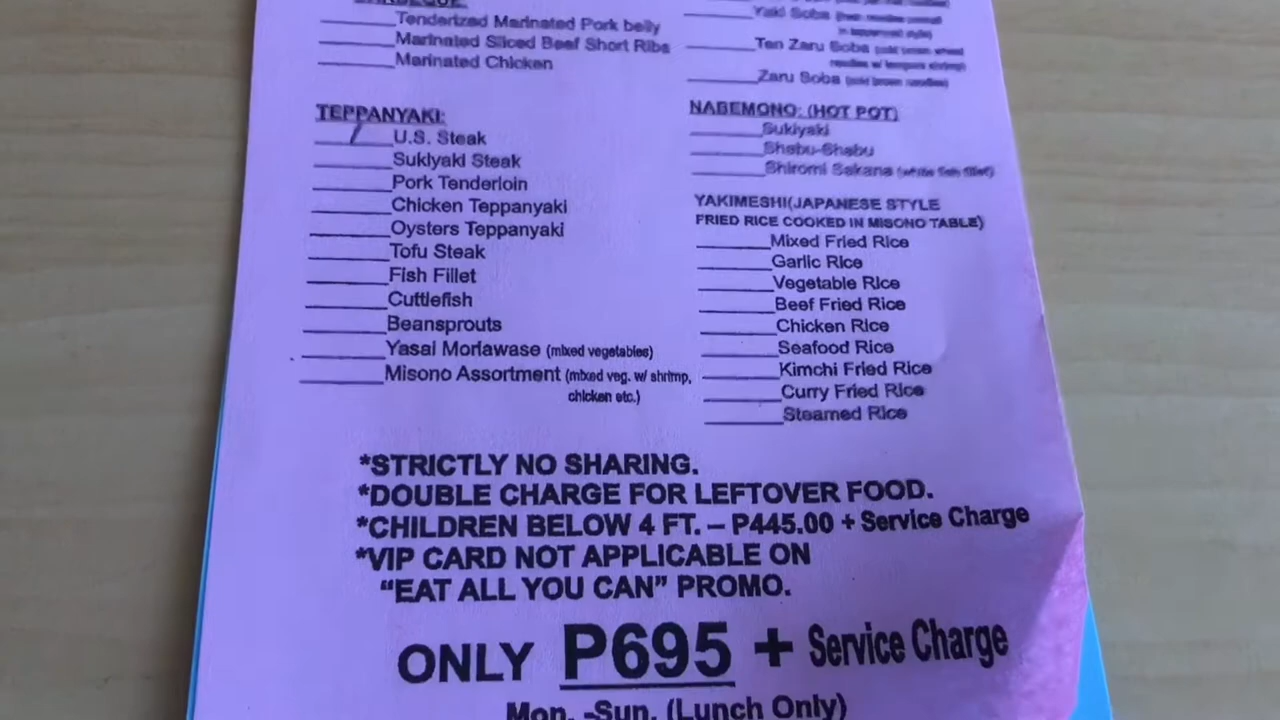 Tenderized Marinated Pork belly
Marinated Sliced Beef Short Ribs
Marinated Chicken
TEPPANYAKI:
U.S. Steak
Sukiyaki Steak
Pork Tenderloin
Chicken Teppanyaki
Oysters Teppanyaki
Tofu Steak
Fish Fillet
Cuttlefish
Beansprouts
Yasai Moriawase (mixed vegetables)
Misono Assortment (mixed veg. w/ shrimp,
chicken etc.)
Yaki Soba
Ten Zaru Soba
Zaru Soba (cold brown noodles)
NABEMONO: (HOT POT)
Sukiyaki
Shabu-Shabu
Shiromi Sakana (white fish fillet)
YAKIMESHI(JAPANESE STYLE
FRIED RICE COOKED IN MISONO TABLE)
Mixed Fried Rice
Garlic Rice
Vegetable Rice
Beef Fried Rice
Chicken Rice
Seafood Rice
Kimchi Fried Rice
Curry Fried Rice
Steamed Rice
*STRICTLY NO SHARING.
*DOUBLE CHARGE FOR LEFTOVER FOOD.
*CHILDREN BELOW 4 FT. – P445.00 + Service Charge
*VIP CARD NOT APPLICABLE ON
“EAT ALL YOU CAN” PROMO.
ONLY P695 + Service Charge
Mon. -Sun. (Lunch Only)